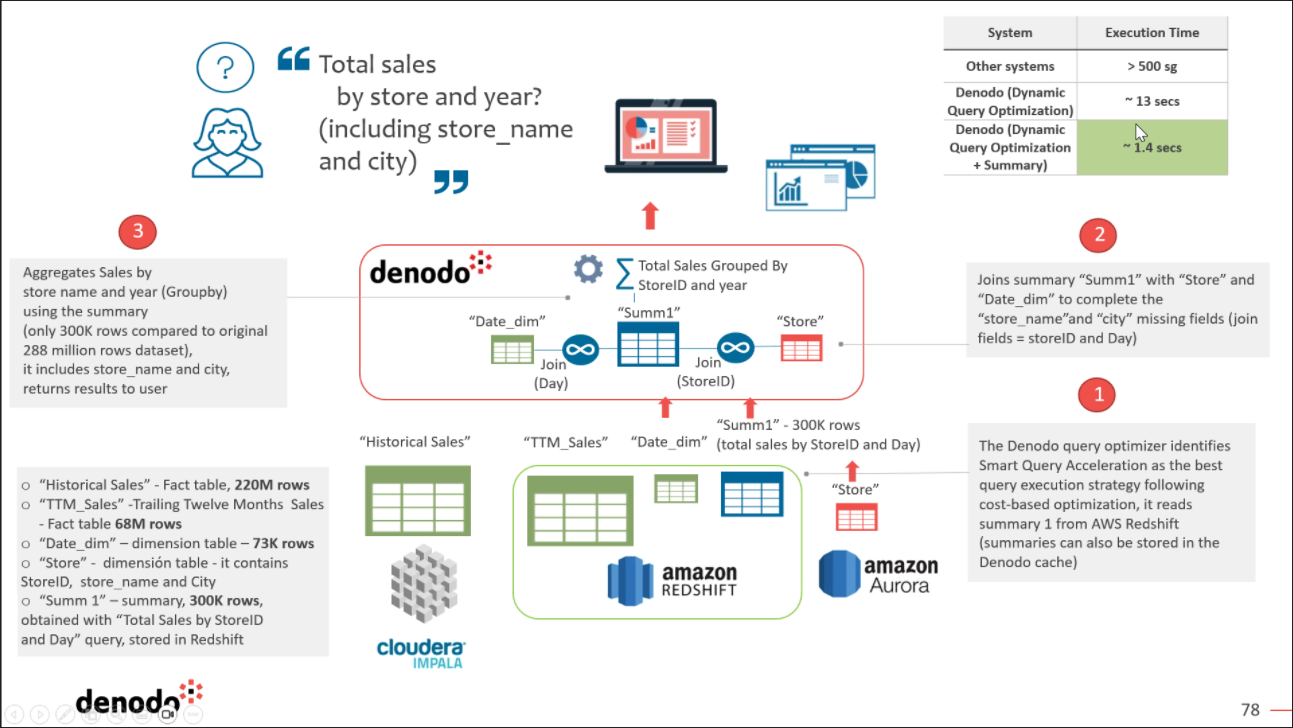 System
Execution Time
Other systems
> 500 sg
Denodo (Dynamic
Query Optimization)
~ 13 secs
Denodo (Dynamic
Query Optimization
+ Summary)
~ 1.4 secs
?
“ Total sales
by store and year?
(including store_name
and city)
”
3
Aggregates Sales by
store name and year (Groupby)
using the summary
(only 300K rows compared to original
288 million rows dataset),
it includes store_name and city,
returns results to user
denodo
∑ Total Sales Grouped By
StoreID and year
“Date_dim”
“Summ1”
“Store”
Join
(Day)
Join
(StoreID)
2
Joins summary “Summ1” with “Store” and
“Date_dim” to complete the
“store_name”and “city” missing fields (join
fields = storeID and Day)
1
The Denodo query optimizer identifies
Smart Query Acceleration as the best
query execution strategy following
cost-based optimization, it reads
summary 1 from AWS Redshift
(summaries can also be stored in the
Denodo cache)
“Historical Sales”
“TTM_Sales”
“Date_dim”
“Summ1” - 300K rows
(total sales by StoreID and Day)
“Store”
amazon
REDSHIFT
amazon
Aurora
cloudera
IMPALA
o “Historical Sales” - Fact table, 220M rows
o “TTM_Sales” -Trailing Twelve Months Sales
- Fact table 68M rows
o “Date_dim” – dimension table – 73K rows
o “Store” - dimensión table - it contains
StoreID, store_name and City
o “Summ 1” – summary, 300K rows,
obtained with “Total Sales by StoreID
and Day” query, stored in Redshift
denodo
78